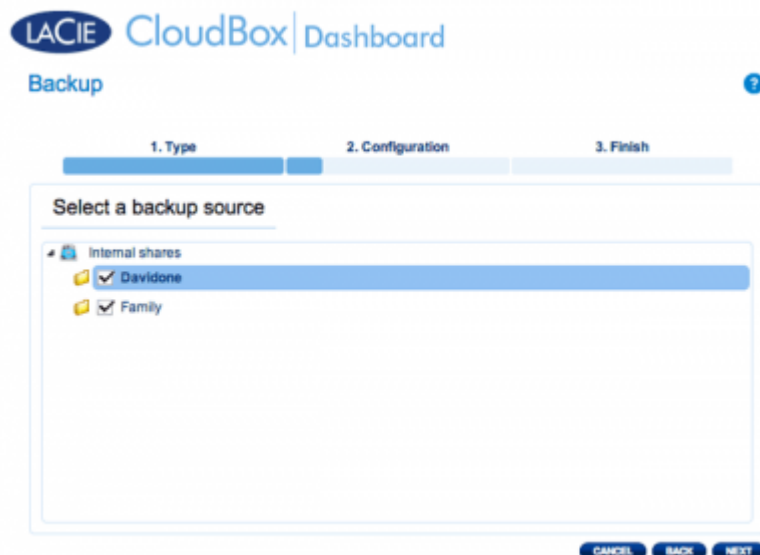 LACIE CloudBox Dashboard
Backup
?
1. Type 2. Configuration 3. Finish
Select a backup source
Internal shares
Davidone
Family
CANCEL BACK NEXT